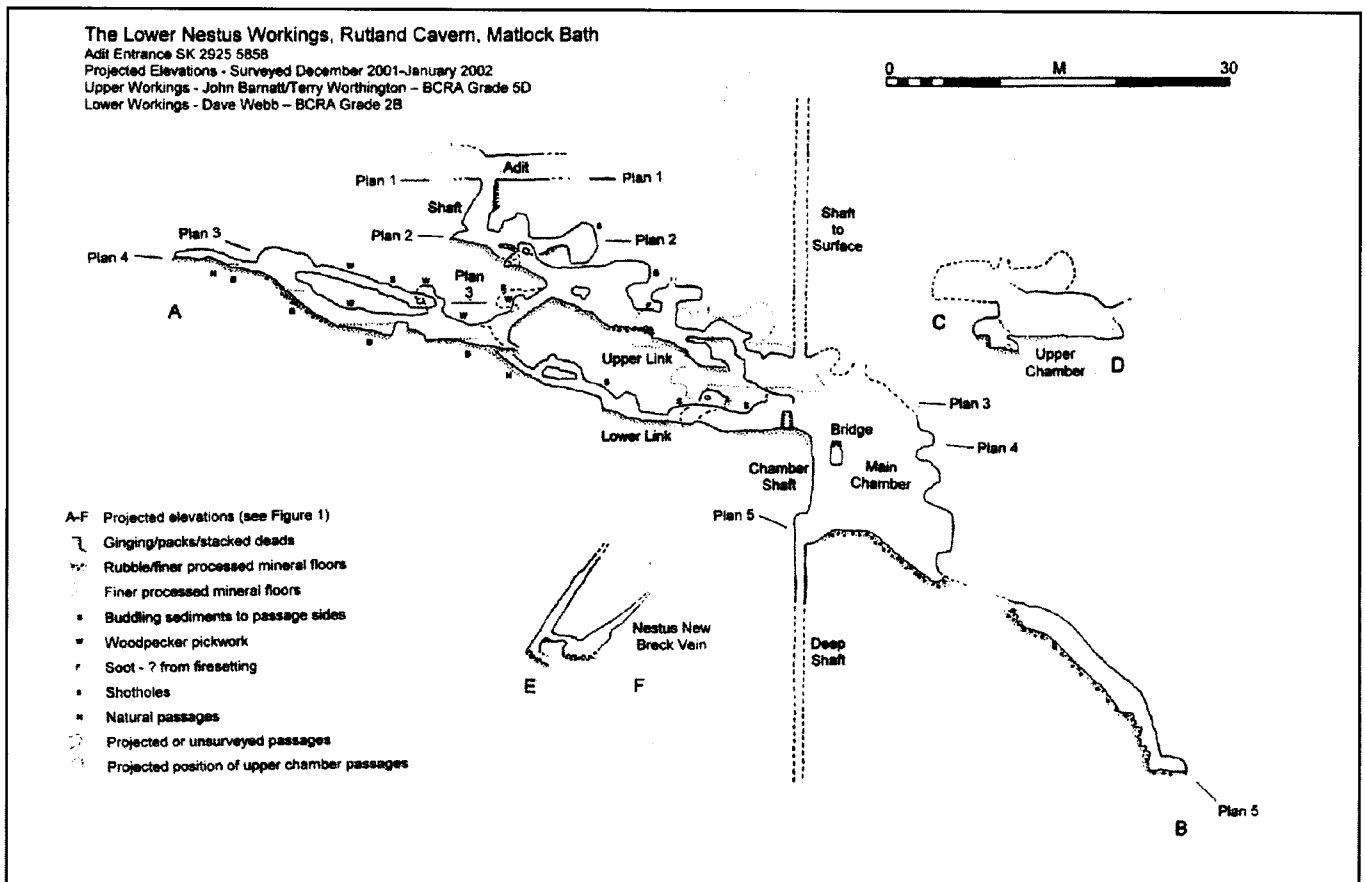 The Lower Nestus Workings, Rutland Cavern, Matlock Bath
Adit Entrance SK 2925 5858
Projected Elevations - Surveyed December 2001-January 2002
Upper Workings - John Barnatt/Terry Worthington – BCRA Grade 5D
Lower Workings - Dave Webb – BCRA Grade 2B
0 M 30
Adit
Plan 1
Plan 1
Shaft
Plan 2
Plan 2
Plan 3
Plan 4
Plan
3
A
Shaft
to
Surface
C
D
Upper
Chamber
Upper Link
Lower Link
Plan 3
Plan 4
Bridge
Main
Chamber
Chamber
Shaft
Plan 5
A-F Projected elevations (see Figure 1)
Ginging/packs/stacked deads
Rubble/finer processed mineral floors
Finer processed mineral floors
Buddling sediments to passage sides
W Woodpecker pickwork
F Soot - ? from firesetting
S Shotholes
N Natural passages
Projected or unsurveyed passages
Projected position of upper chamber passages
Nestus New
Breck Vein
E
F
Deep
Shaft
Plan 5
B